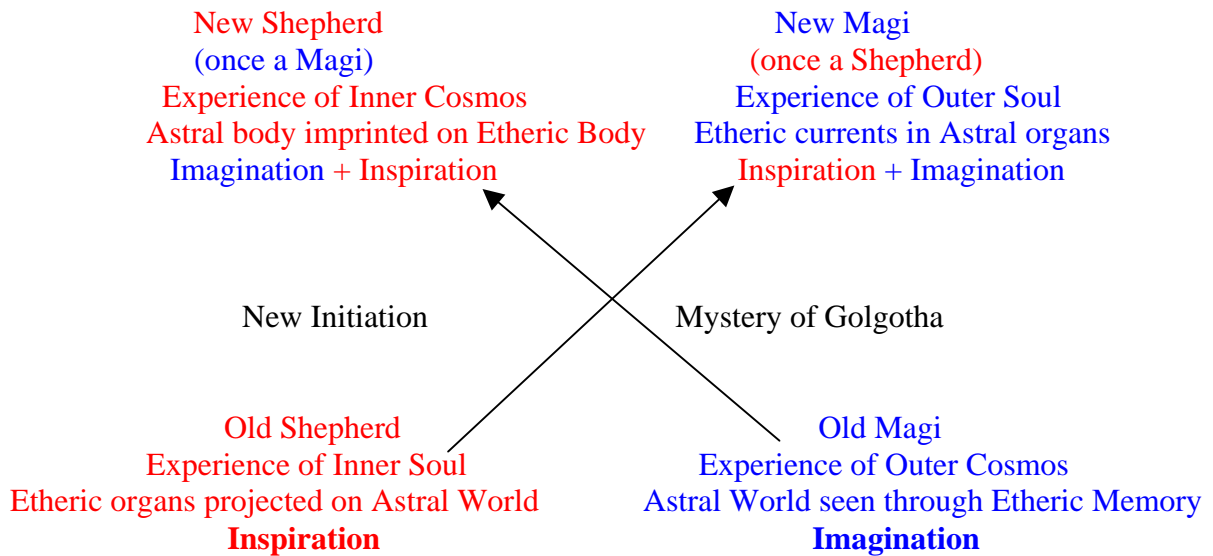 New Shepherd
(once a Magi)
Experience of Inner Cosmos
Astral body imprinted on Etheric Body
Imagination + Inspiration
New Magi
(once a Shepherd)
Experience of Outer Soul
Etheric currents in Astral organs
Inspiration + Imagination
New Initiation
Mystery of Golgotha
Old Shepherd
Experience of Inner Soul
Etheric organs projected on Astral World
Inspiration
Old Magi
Experience of Outer Cosmos
Astral World seen through Etheric Memory
Imagination